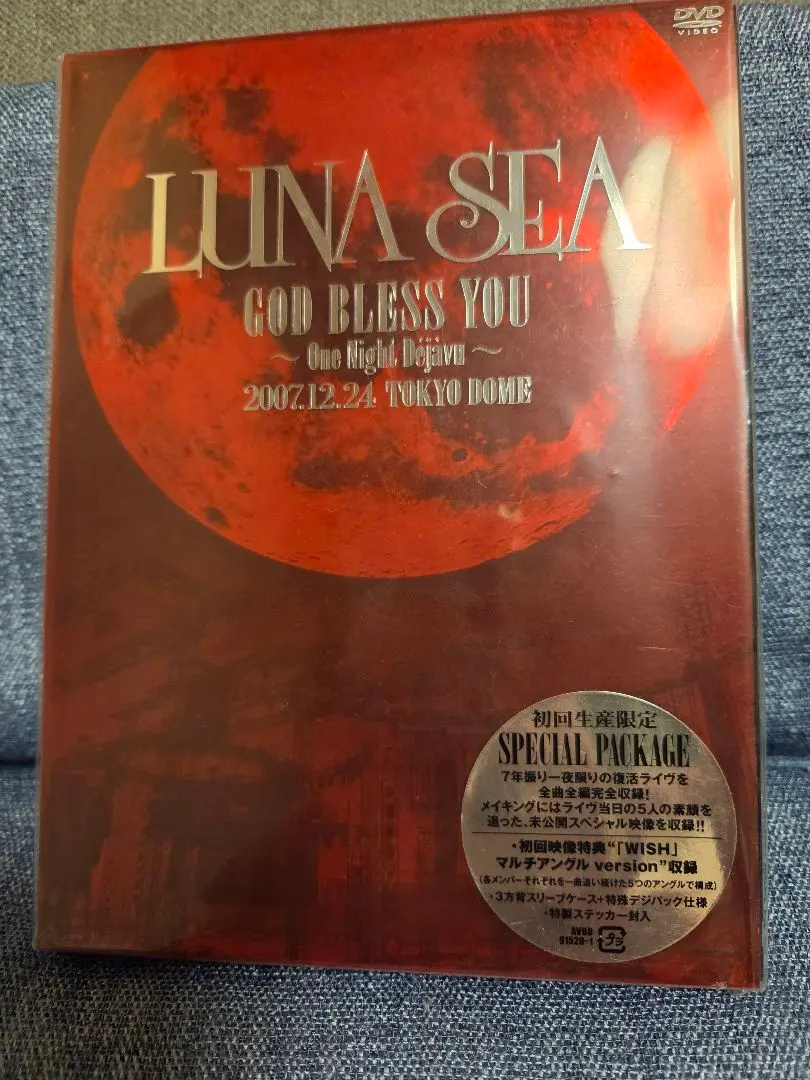 DVD
VIDEO
LUNA SEA
GOD BLESS YOU
～One Night Déjàvu～
2007.12.24 TOKYO DOME
初回生産限定
SPECIAL PACKAGE
7年振り一夜限りの復活ライヴを
全曲全編完全収録!
メイキングにはライヴ当日の5人の素顔を
追った、未公開スペシャル映像を収録!!
・初回映像特典“「WISH」
マルチアングル version”収録
(各メンバーそれぞれを一曲追い続けた5つのアングルで構成)
・3方背スリーブケース+特殊デジパック仕様
・特製ステッカー封入
AVBD
91520~1
プラ